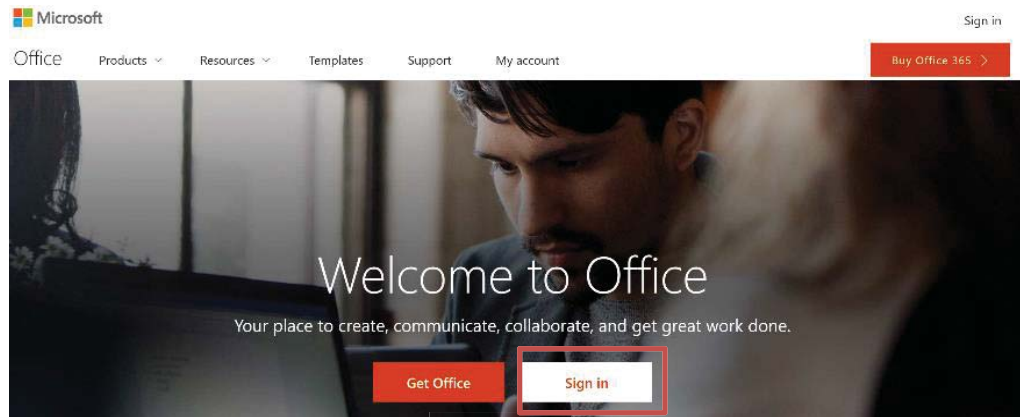 Microsoft
Sign in
Office Products Resources Templates Support My account Buy Office 365
Welcome to Office
Your place to create, communicate, collaborate, and get great work done.
Get Office Sign in